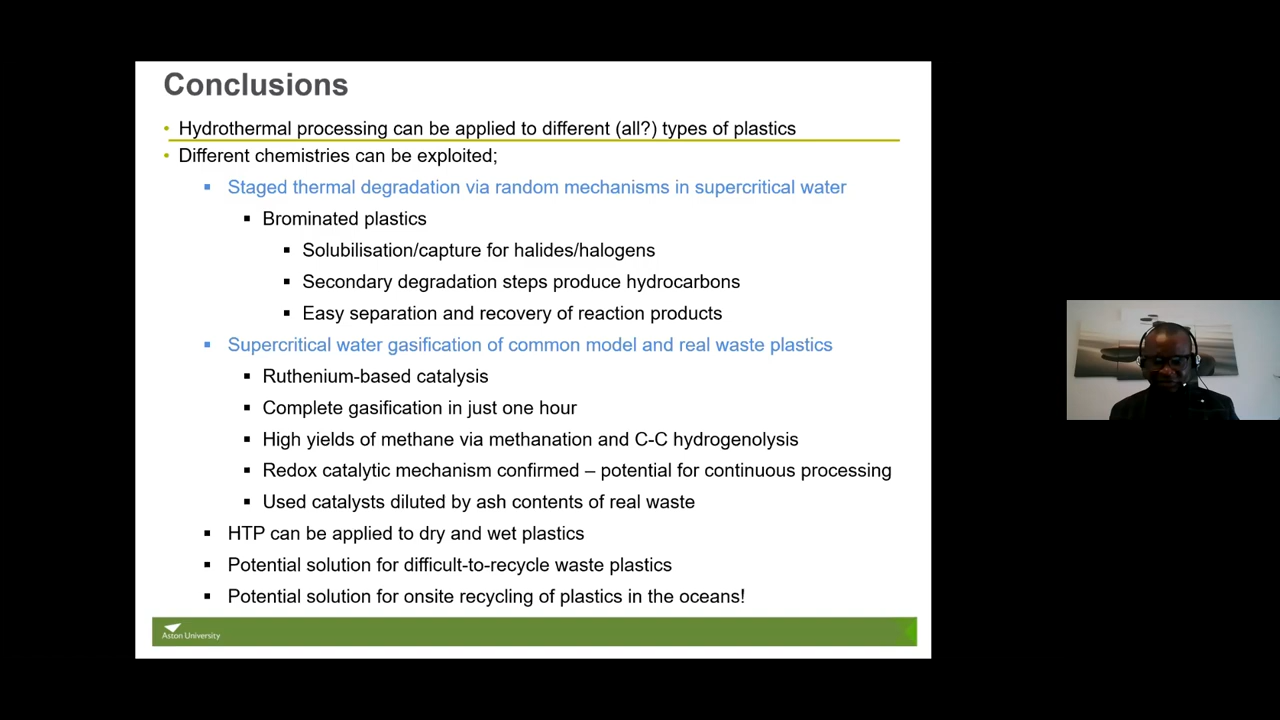 Conclusions
• Hydrothermal processing can be applied to different (all?) types of plastics
• Different chemistries can be exploited;
▪ Staged thermal degradation via random mechanisms in supercritical water
▪ Brominated plastics
▪ Solubilisation/capture for halides/halogens
▪ Secondary degradation steps produce hydrocarbons
▪ Easy separation and recovery of reaction products
▪ Supercritical water gasification of common model and real waste plastics
▪ Ruthenium-based catalysis
▪ Complete gasification in just one hour
▪ High yields of methane via methanation and C-C hydrogenolysis
▪ Redox catalytic mechanism confirmed – potential for continuous processing
▪ Used catalysts diluted by ash contents of real waste
▪ HTP can be applied to dry and wet plastics
▪ Potential solution for difficult-to-recycle waste plastics
▪ Potential solution for onsite recycling of plastics in the oceans!
Aston University